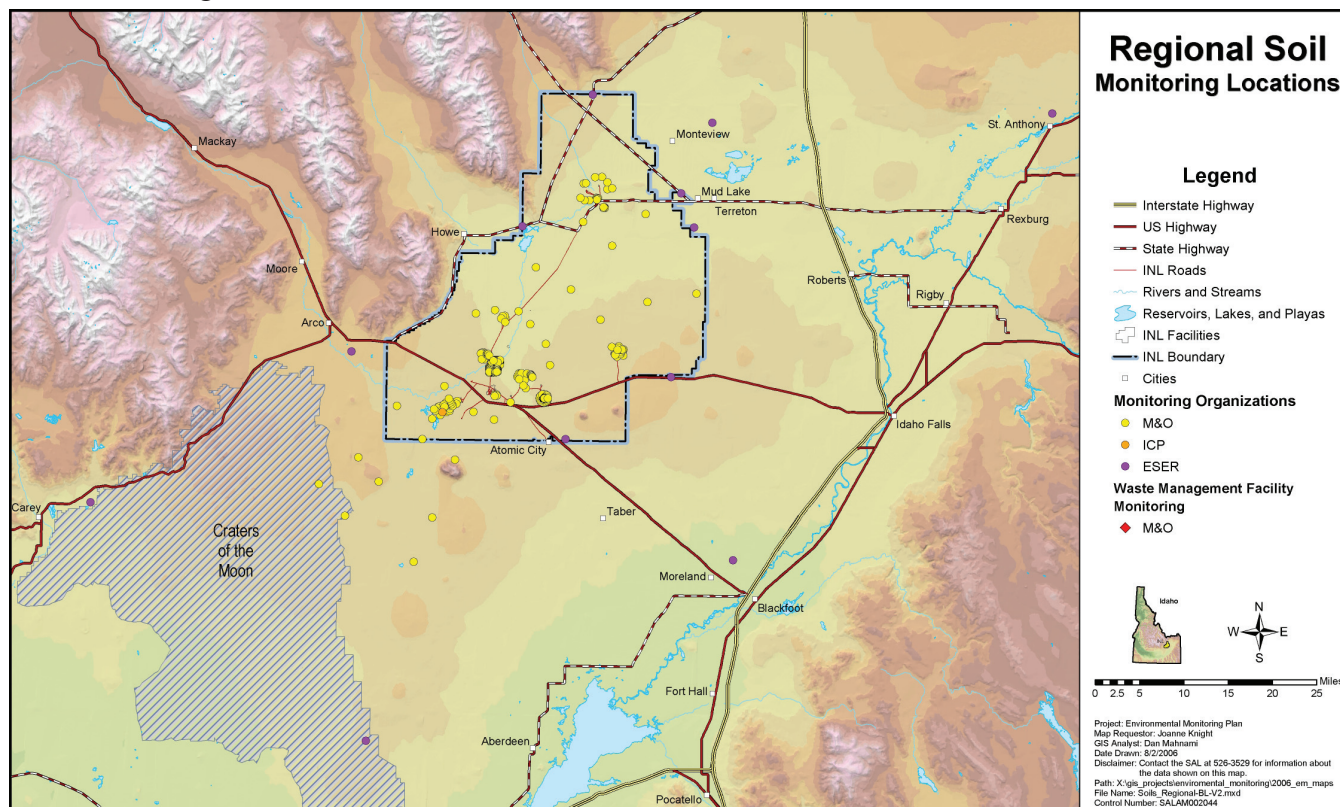 Regional Soil
Monitoring Locations
Legend
Interstate Highway
US Highway
State Highway
INL Roads
Rivers and Streams
Reservoirs, Lakes, and Playas
INL Facilities
INL Boundary
Cities
Monitoring Organizations
M&O
ICP
ESER
Waste Management Facility
Monitoring
M&O
Idaho
N
W E
S
0 2.5 5 10 15 20 25 Miles
Project: Environmental Monitoring Plan
Map Requestor: Joanne Knight
GIS Analyst: Dan Mahnami
Date Drawn: 8/2/2006
Disclaimer: Contact the SAL at 526-3529 for information about
the data shown on this map.
Path: X:\gis_projects\enviromental_monitoring\2006_em_maps
File Name: Soils_Regional-BL-V2.mxd
Control Number: SALAM002044
Mackay
Monteview
St. Anthony
Mud Lake
Terreton
Rexburg
Howe
Moore
Roberts
Rigby
Arco
Idaho Falls
Atomic City
Carey
Craters
of the
Moon
Taber
Moreland
Blackfoot
Fort Hall
Aberdeen
Pocatello